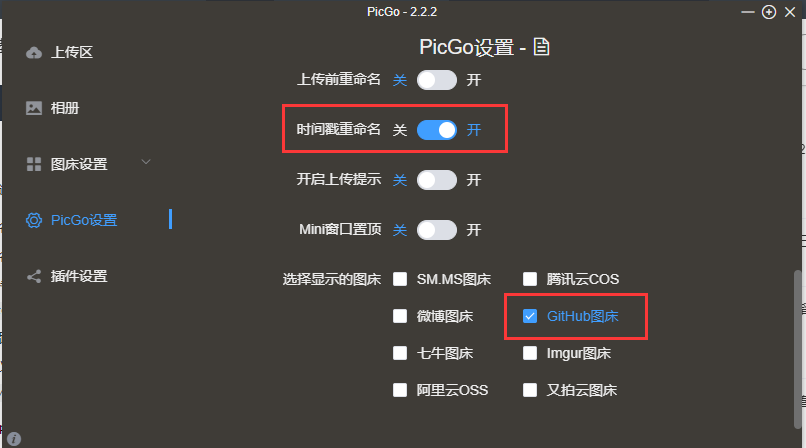 PicGo - 2.2.2
上传区
相册
图床设置
PicGo设置
插件设置
PicGo设置 -
上传前重命名 关 开
时间戳重命名 关 开
开启上传提示 关 开
Mini窗口置顶 关 开
选择显示的图床 SM.MS图床 腾讯云COS
微博图床 GitHub图床
七牛图床 Imgur图床
阿里云OSS 又拍云图床